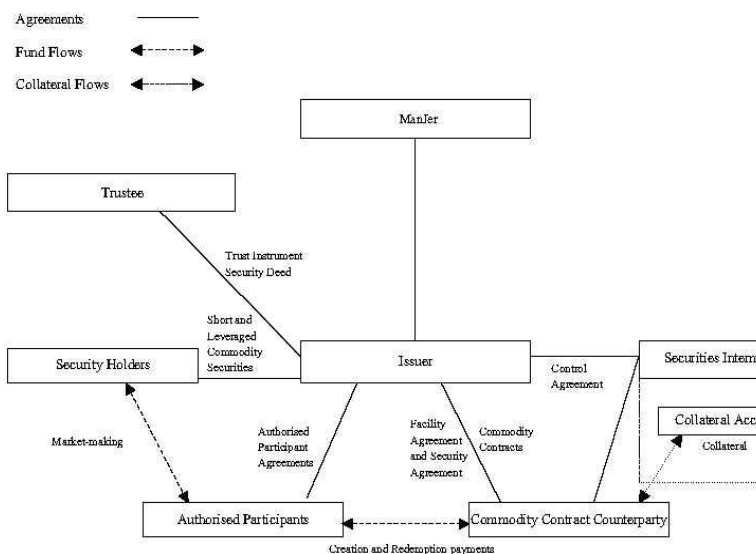 Agreements
Fund Flows
Collateral Flows
ManJer
Trustee
Trust Instrument
Security Deed
Short and
Leveraged
Commodity
Securities
Security Holders
Issuer
Control
Agreement
Securities Intern
Collateral Acc
Collateral
Market-making
Authorised
Participant
Agreements
Facility
Agreement
and Security
Agreement
Commodity
Contracts
Authorised Participants
Commodity Contract Counterparty
Creation and Redemption payments